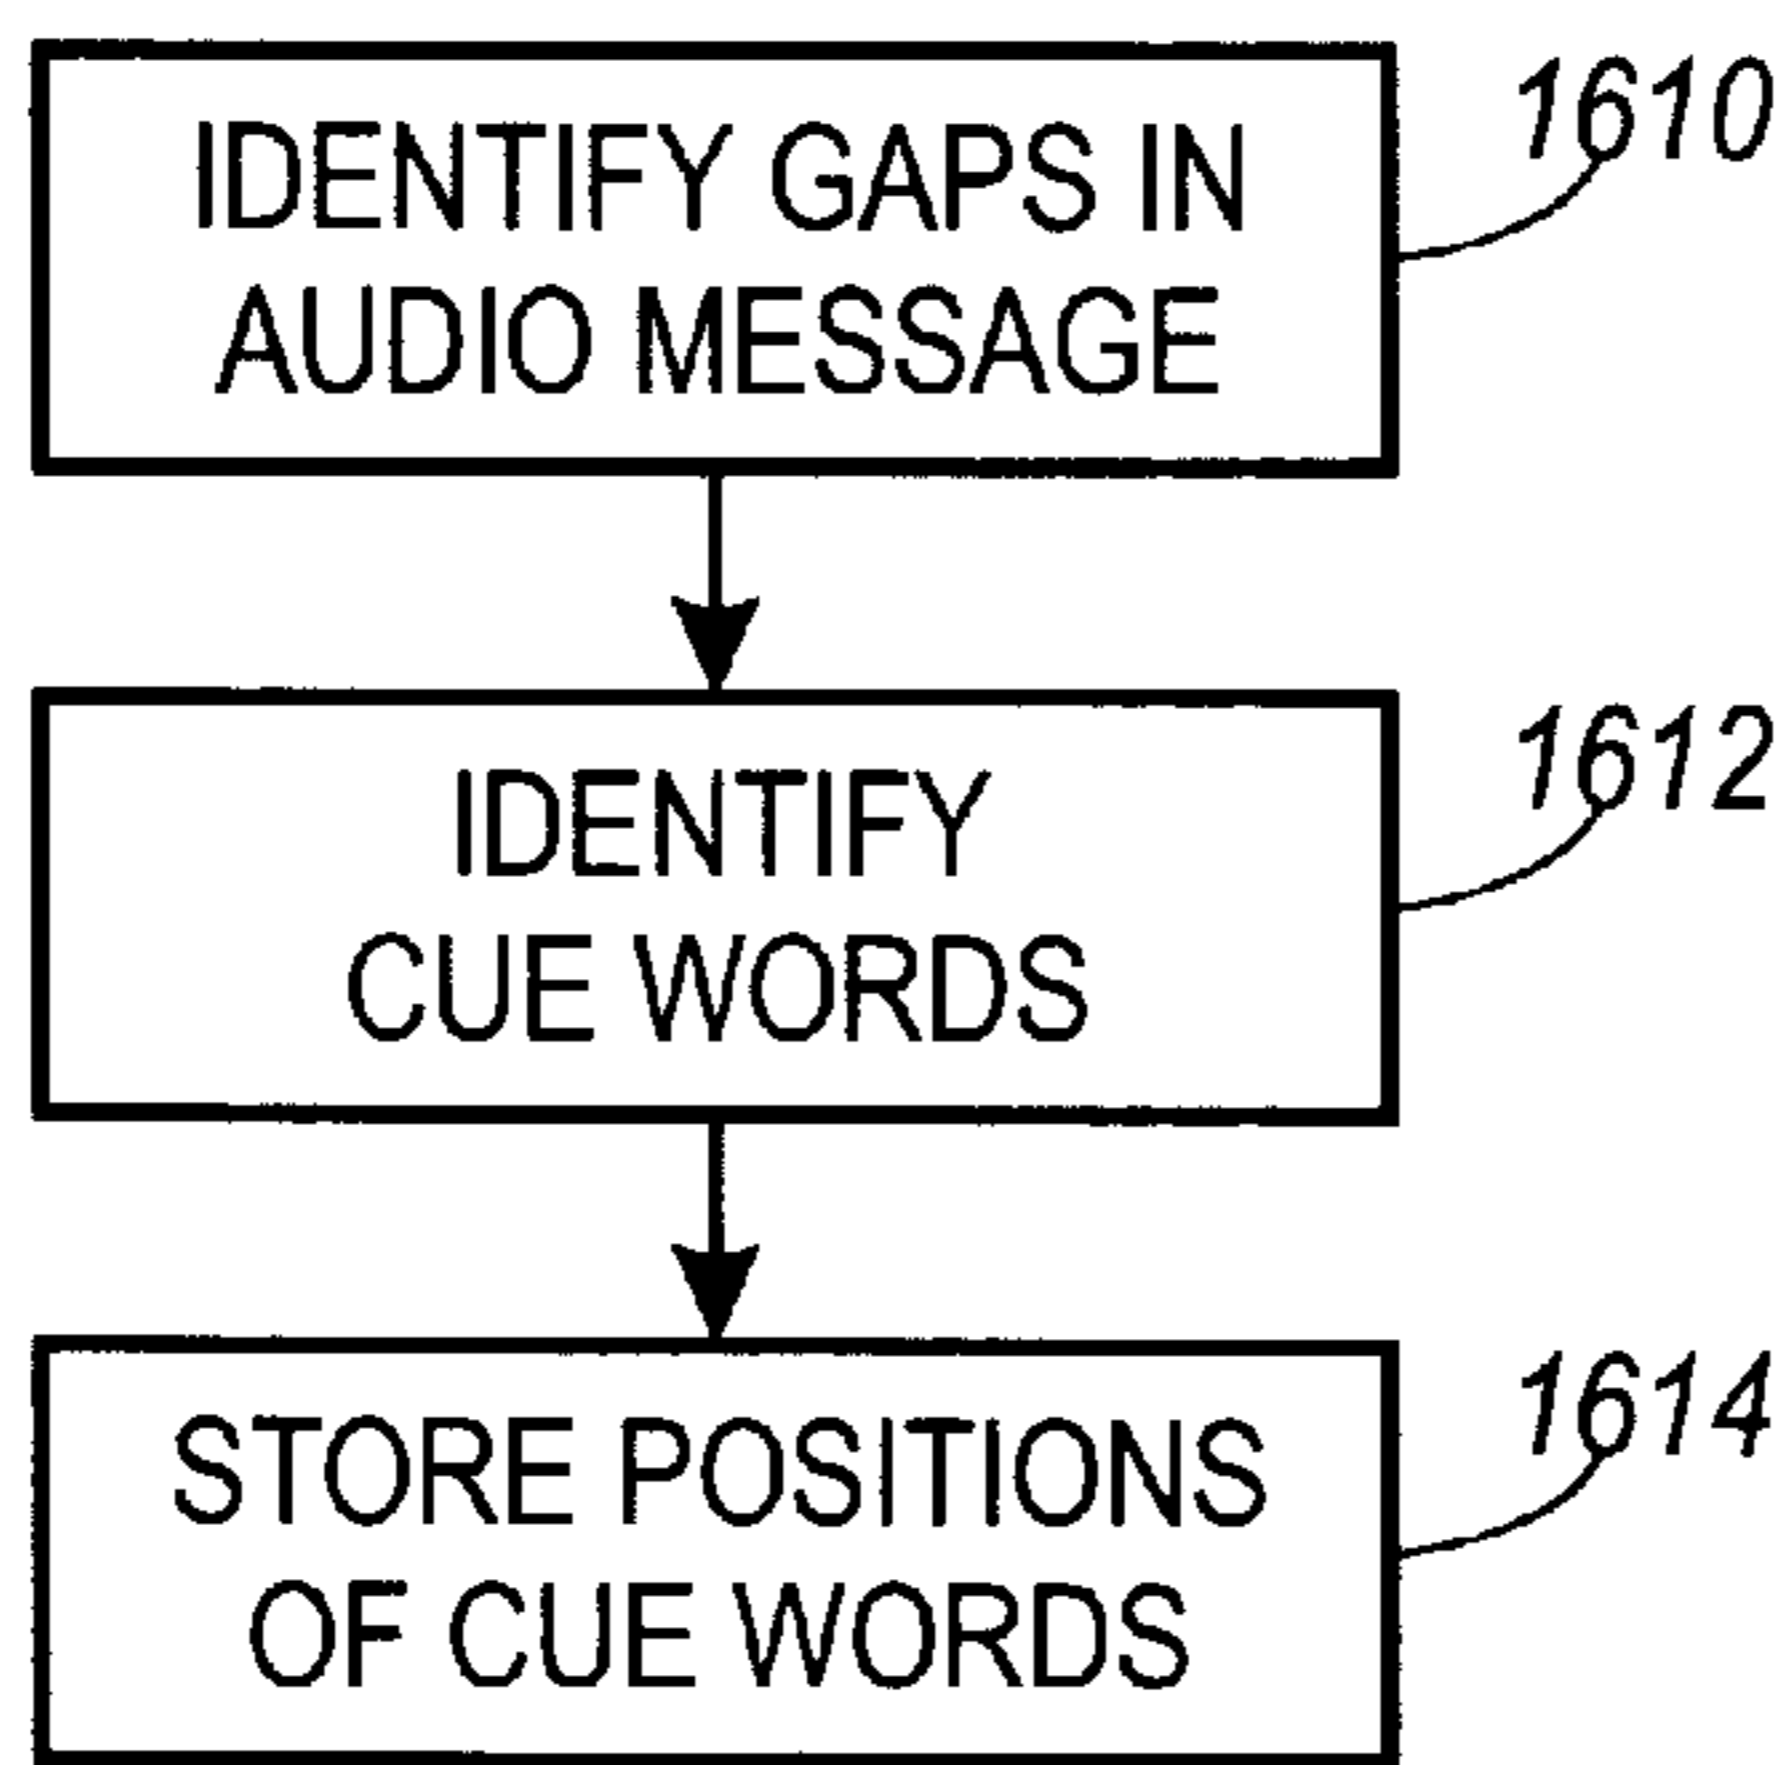 IDENTIFY GAPS IN
AUDIO MESSAGE
1610
IDENTIFY
CUE WORDS
1612
STORE POSITIONS
OF CUE WORDS
1614